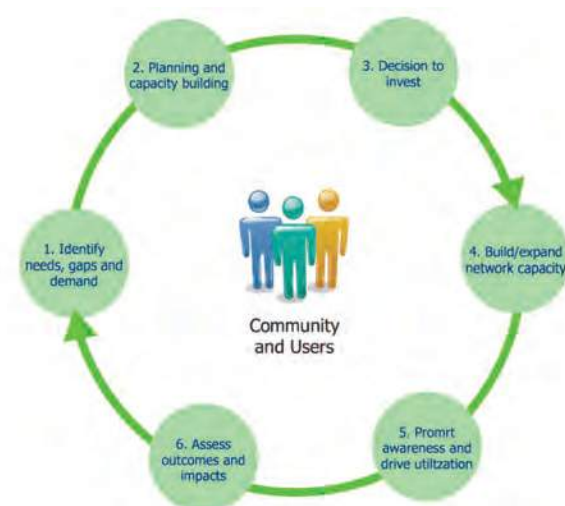 1. Identify
needs, gaps and
demand
2. Planning and
capacity building
3. Decision to
invest
4. Build/expand
network capacity
5. Promrt
awareness and
drive utiltzation
6. Assess
outcomes and
impacts
Community
and Users